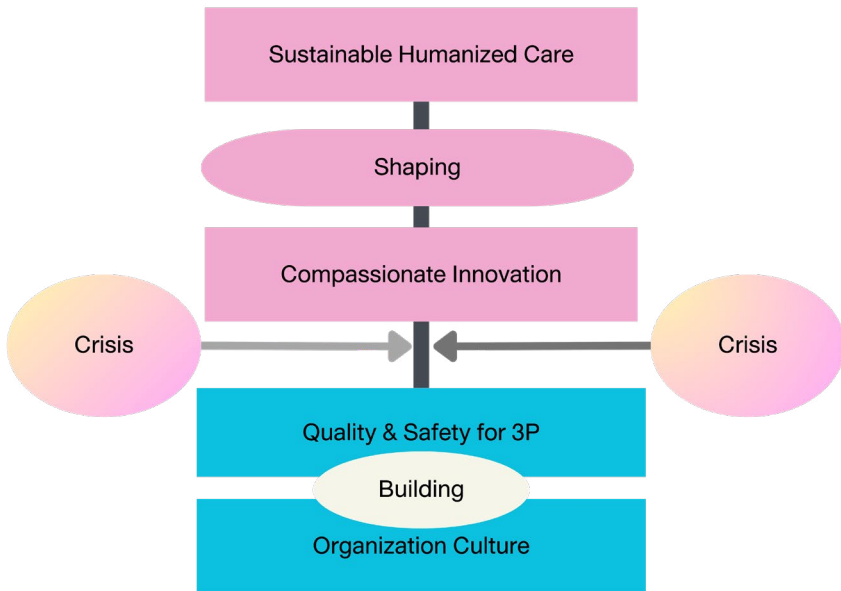 Sustainable Humanized Care
Shaping
Compassionate Innovation
Crisis
Crisis
Quality & Safety for 3P
Building
Organization Culture